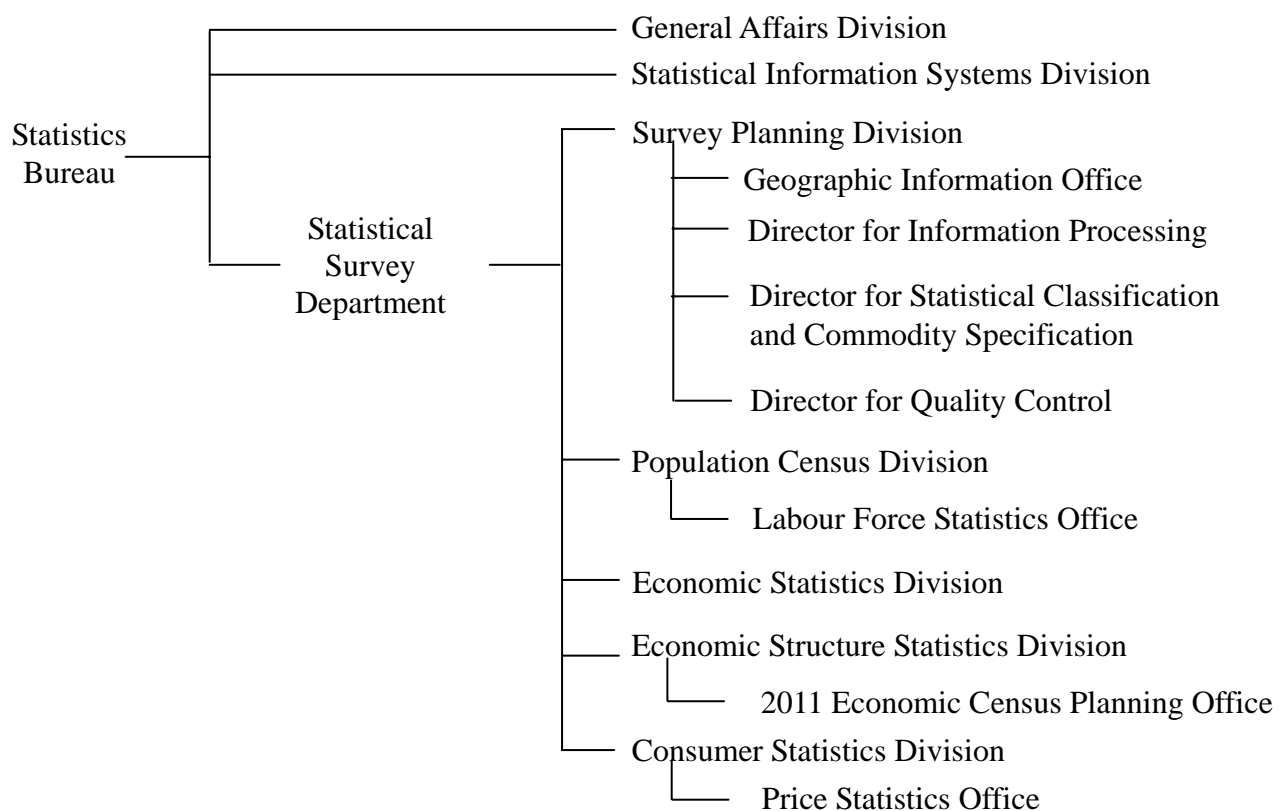 General Affairs Division
Statistical Information Systems Division
Statistics
Bureau
Statistical
Survey
Department
Survey Planning Division
Geographic Information Office
Director for Information Processing
Director for Statistical Classification
and Commodity Specification
Director for Quality Control
Population Census Division
Labour Force Statistics Office
Economic Statistics Division
Economic Structure Statistics Division
2011 Economic Census Planning Office
Consumer Statistics Division
Price Statistics Office